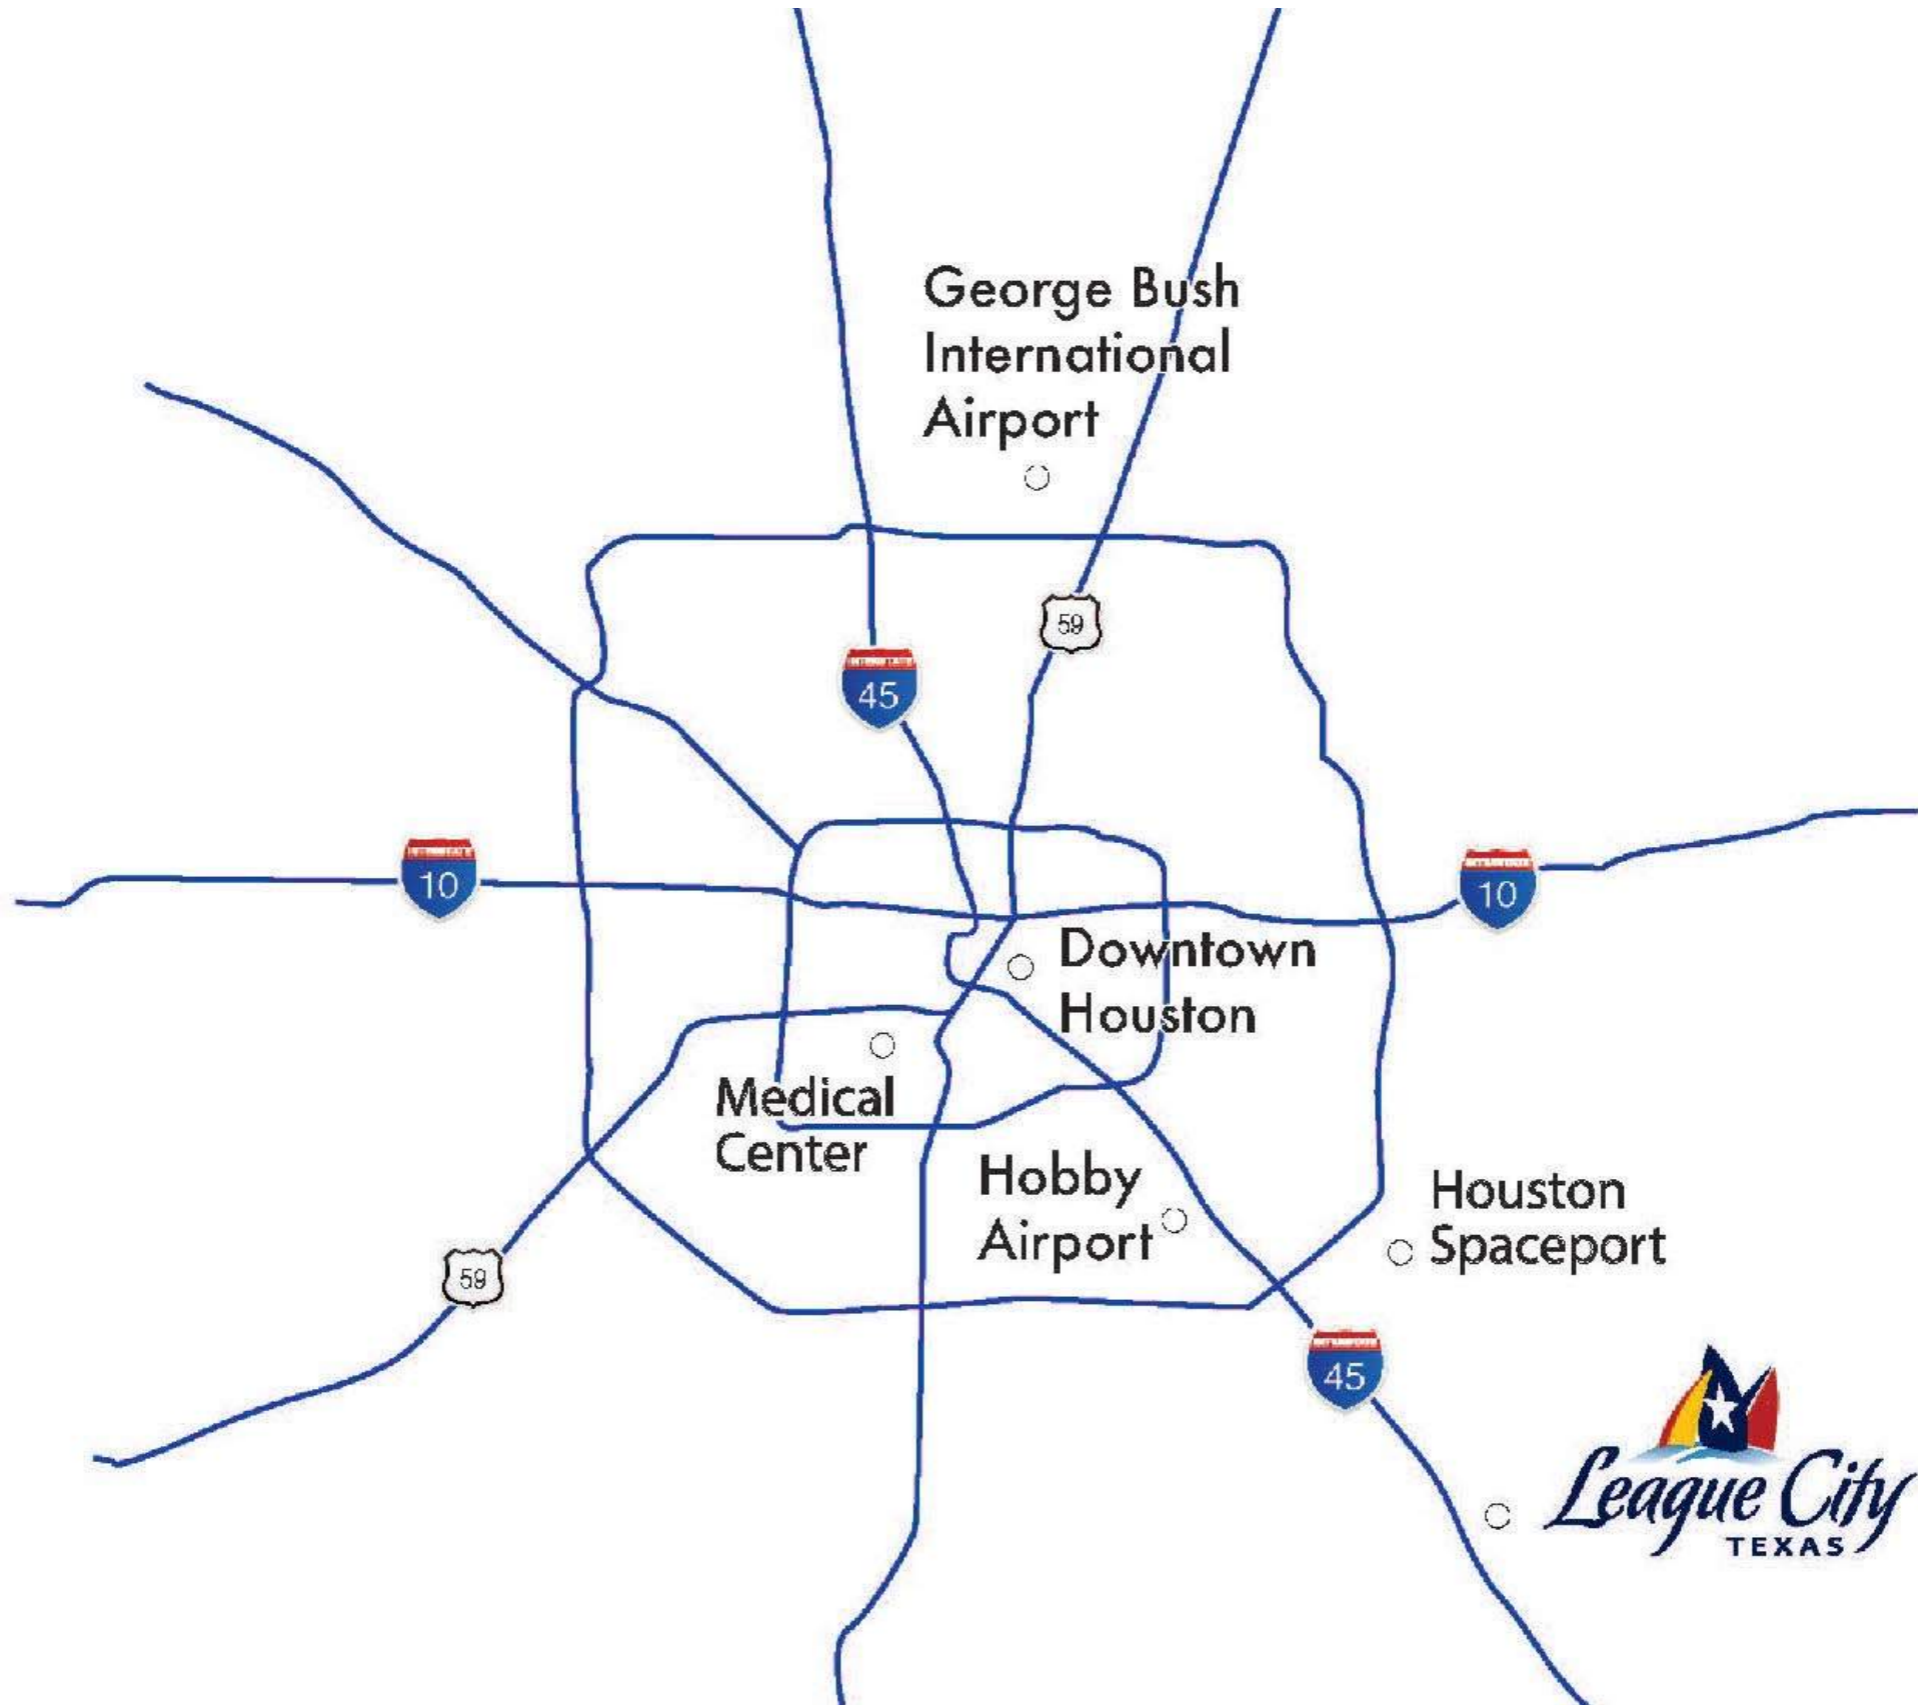 George Bush
International
Airport
59
45
10
10
Downtown
Houston
Medical
Center
Hobby
Airport
Houston
Spaceport
59
45
League City
TEXAS